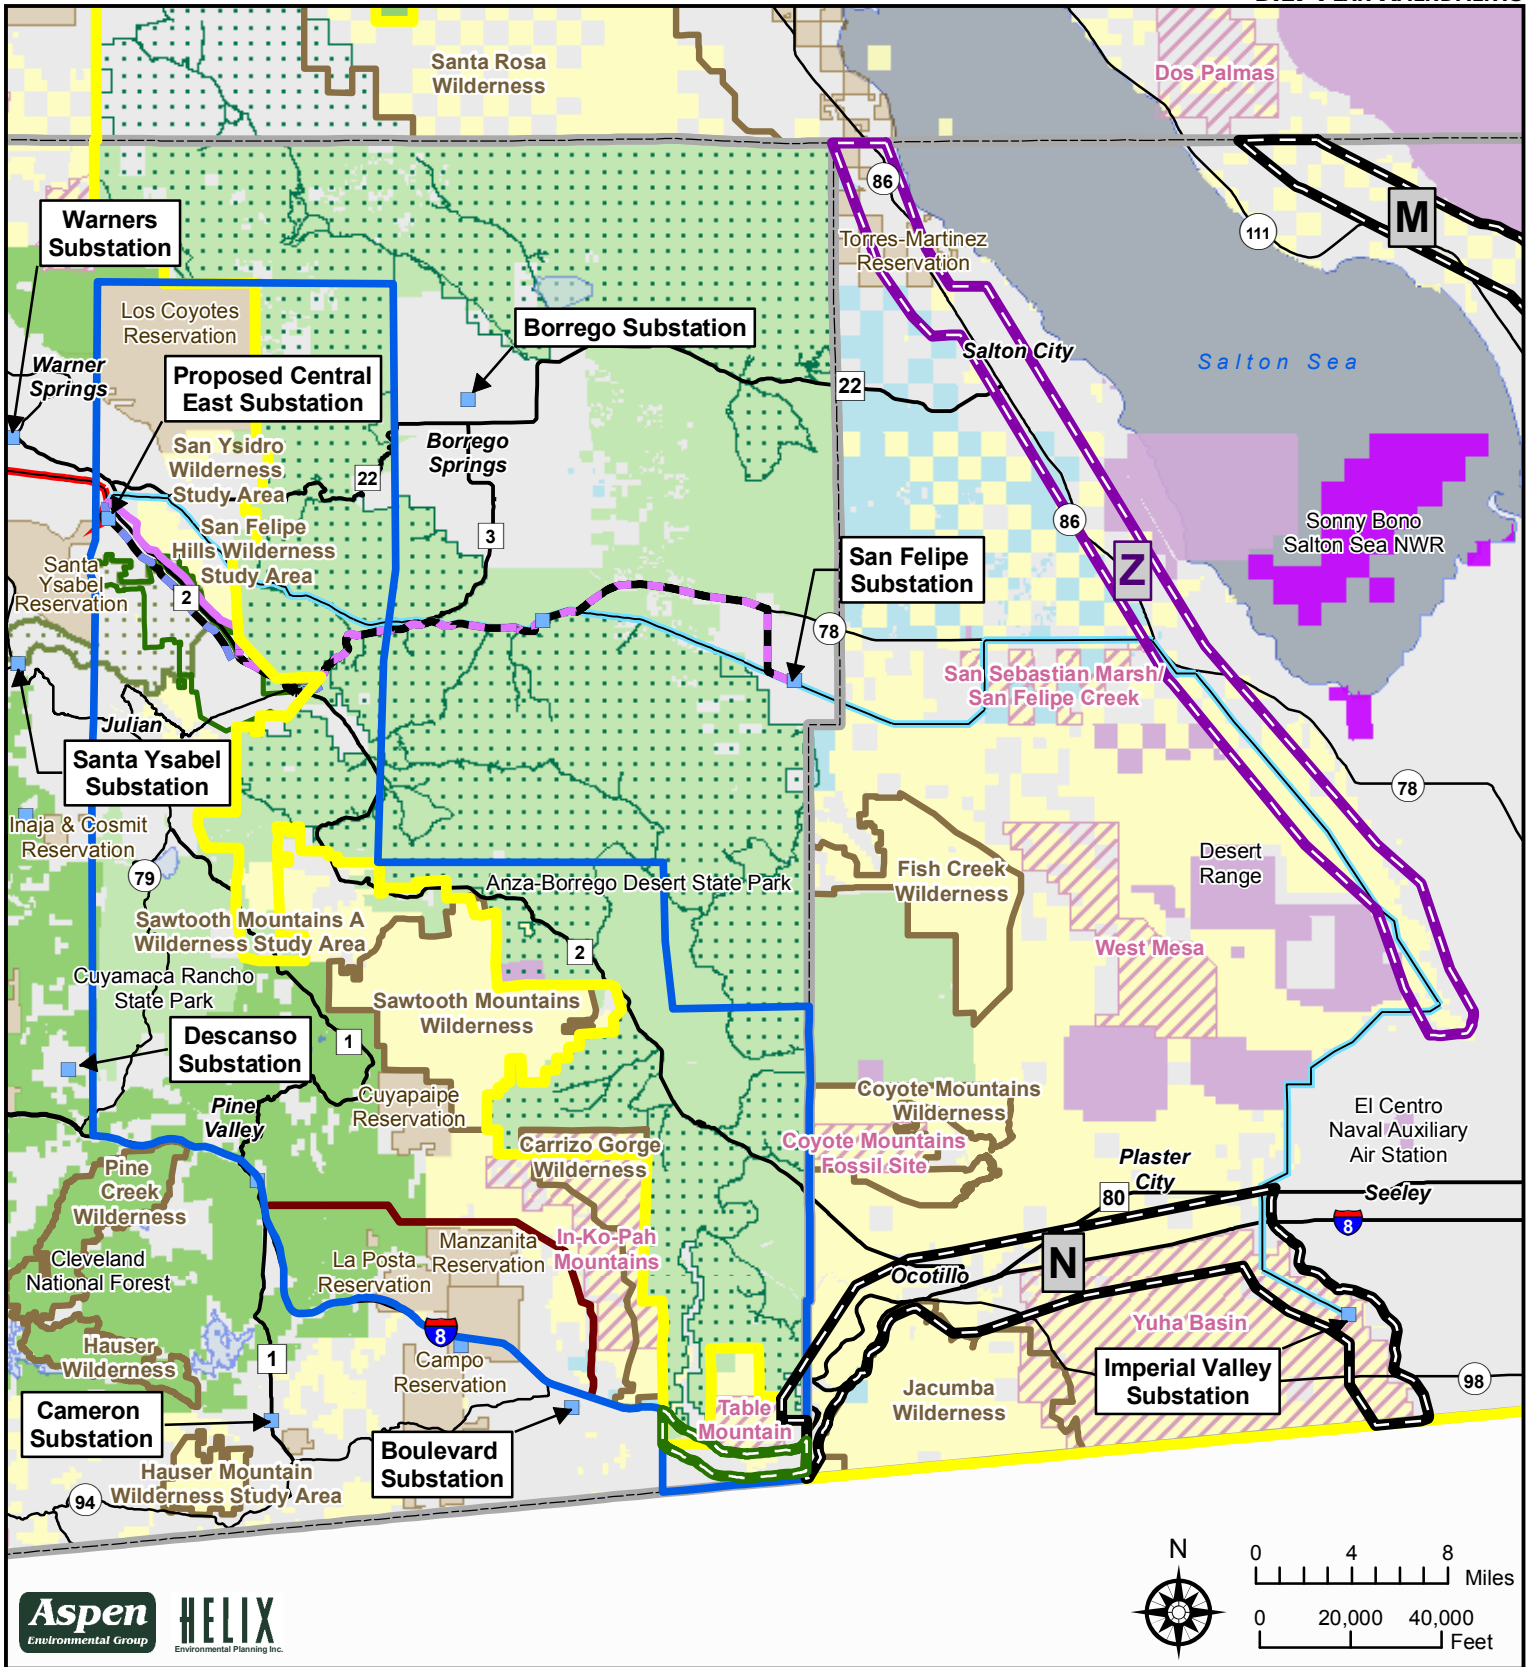 Santa Rosa
Wilderness
Dos Palmas
86
M
111
Warners
Substation
Torres-Martinez
Reservation
Los Coyotes
Reservation
Borrego Substation
Salton City
Salton Sea
Warner
Springs
Proposed Central
East Substation
22
Borrego
Springs
San Ysidro
Wilderness
Study Area
22
San Felipe
Hills Wilderness
Study Area
3
86
Sonny Bono
Salton Sea NWR
Santa
Ysabel
Reservation
2
San Felipe
Substation
Z
78
San Sebastian Marsh/
San Felipe Creek
Julian
Santa Ysabel
Substation
78
Inaja & Cosmit
Reservation
79
Desert
Range
Fish Creek
Wilderness
Anza-Borrego Desert State Park
Sawtooth Mountains A
Wilderness Study Area
2
West Mesa
Cuyamaca Rancho
State Park
Sawtooth Mountains
Wilderness
Descanso
Substation
1
Cuyapaipe
Reservation
Coyote Mountains
Wilderness
El Centro
Naval Auxiliary
Air Station
Pine
Valley
Carrizo Gorge
Wilderness
Coyote Mountains
Fossil Site
Plaster
City
Pine
Creek
Wilderness
80
Seeley
8
Cleveland
National Forest
La Posta
Reservation
Manzanita
Reservation
In-Ko-Pah
Mountains
N
Ocotillo
8
Yuha Basin
Hauser
Wilderness
1
Campo
Reservation
Imperial Valley
Substation
98
Jacumba
Wilderness
Cameron
Substation
Table
Mountain
Boulevard
Substation
Hauser Mountain
Wilderness Study Area
94
N
0 4 8
Miles
0 20,000 40,000
Feet
Aspen
Environmental Group
HELIX
Environmental Planning Inc.